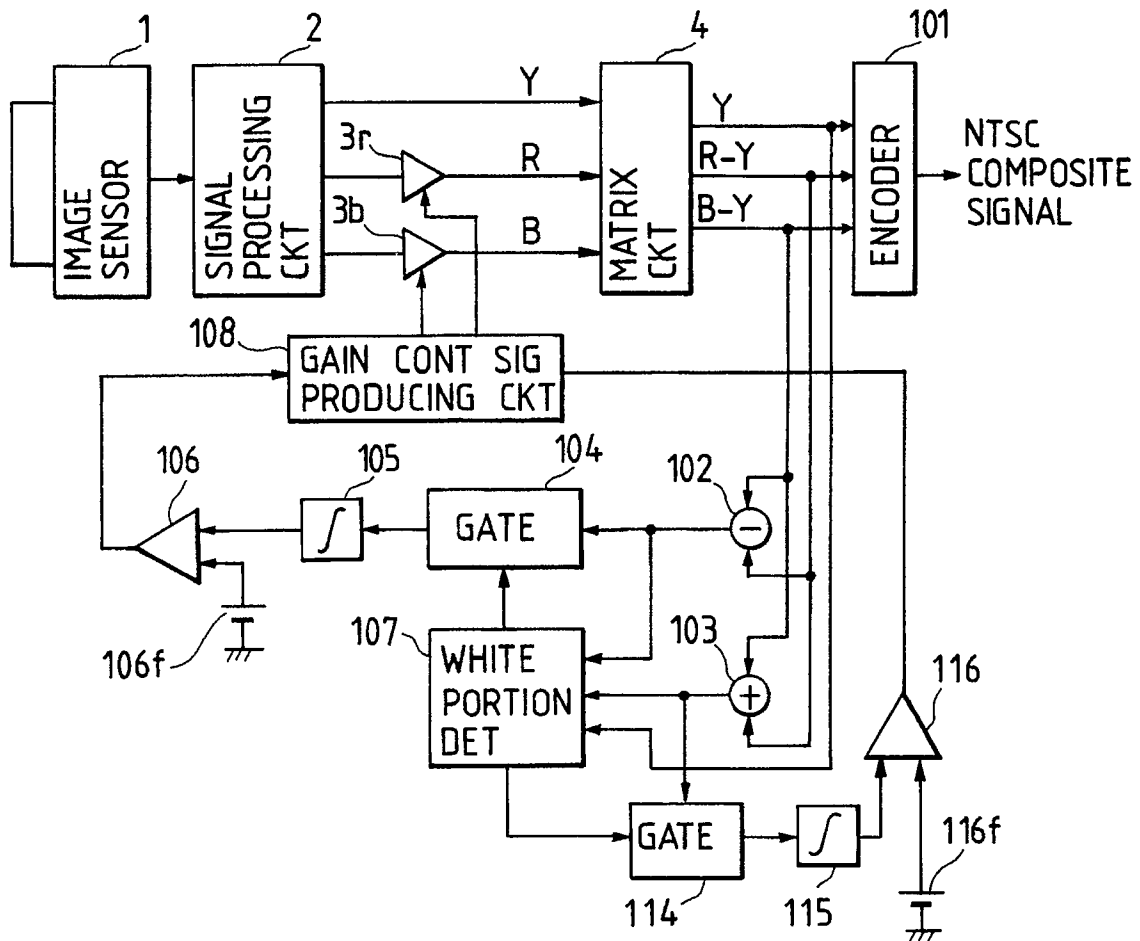 1
2
4
101
IMAGE
SENSOR
SIGNAL
PROCESSING
CKT
3r
3b
Y
R
B
MATRIX
CKT
Y
R-Y
B-Y
ENCODER
NTSC
COMPOSITE
SIGNAL
108
GAIN CONT SIG
PRODUCING CKT
106
105
104
102
∫
GATE
−
106f
107
WHITE
PORTION
DET
103
+
116
GATE
∫
114
115
116f